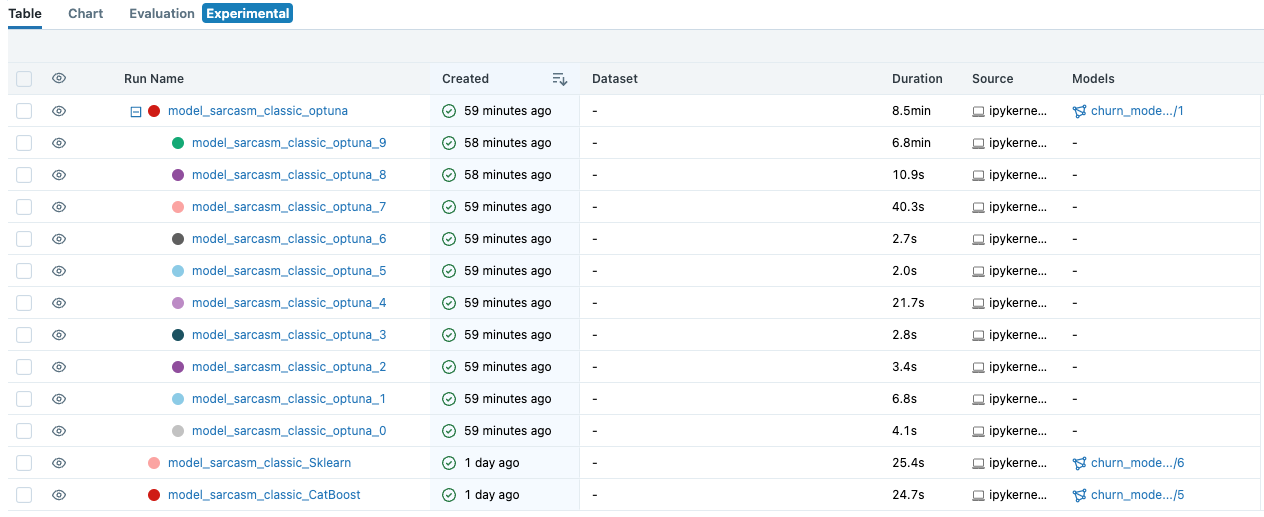 Table Chart Evaluation Experimental
Run Name Created Dataset Duration Source Models
model_sarcasm_classic_optuna 59 minutes ago - 8.5min ipykerne... churn_mode.../1
model_sarcasm_classic_optuna_9 58 minutes ago - 6.8min ipykerne... -
model_sarcasm_classic_optuna_8 58 minutes ago - 10.9s ipykerne... -
model_sarcasm_classic_optuna_7 59 minutes ago - 40.3s ipykerne... -
model_sarcasm_classic_optuna_6 59 minutes ago - 2.7s ipykerne... -
model_sarcasm_classic_optuna_5 59 minutes ago - 2.0s ipykerne... -
model_sarcasm_classic_optuna_4 59 minutes ago - 21.7s ipykerne... -
model_sarcasm_classic_optuna_3 59 minutes ago - 2.8s ipykerne... -
model_sarcasm_classic_optuna_2 59 minutes ago - 3.4s ipykerne... -
model_sarcasm_classic_optuna_1 59 minutes ago - 6.8s ipykerne... -
model_sarcasm_classic_optuna_0 59 minutes ago - 4.1s ipykerne... -
model_sarcasm_classic_Sklearn 1 day ago - 25.4s ipykerne... churn_mode.../6
model_sarcasm_classic_CatBoost 1 day ago - 24.7s ipykerne... churn_mode.../5